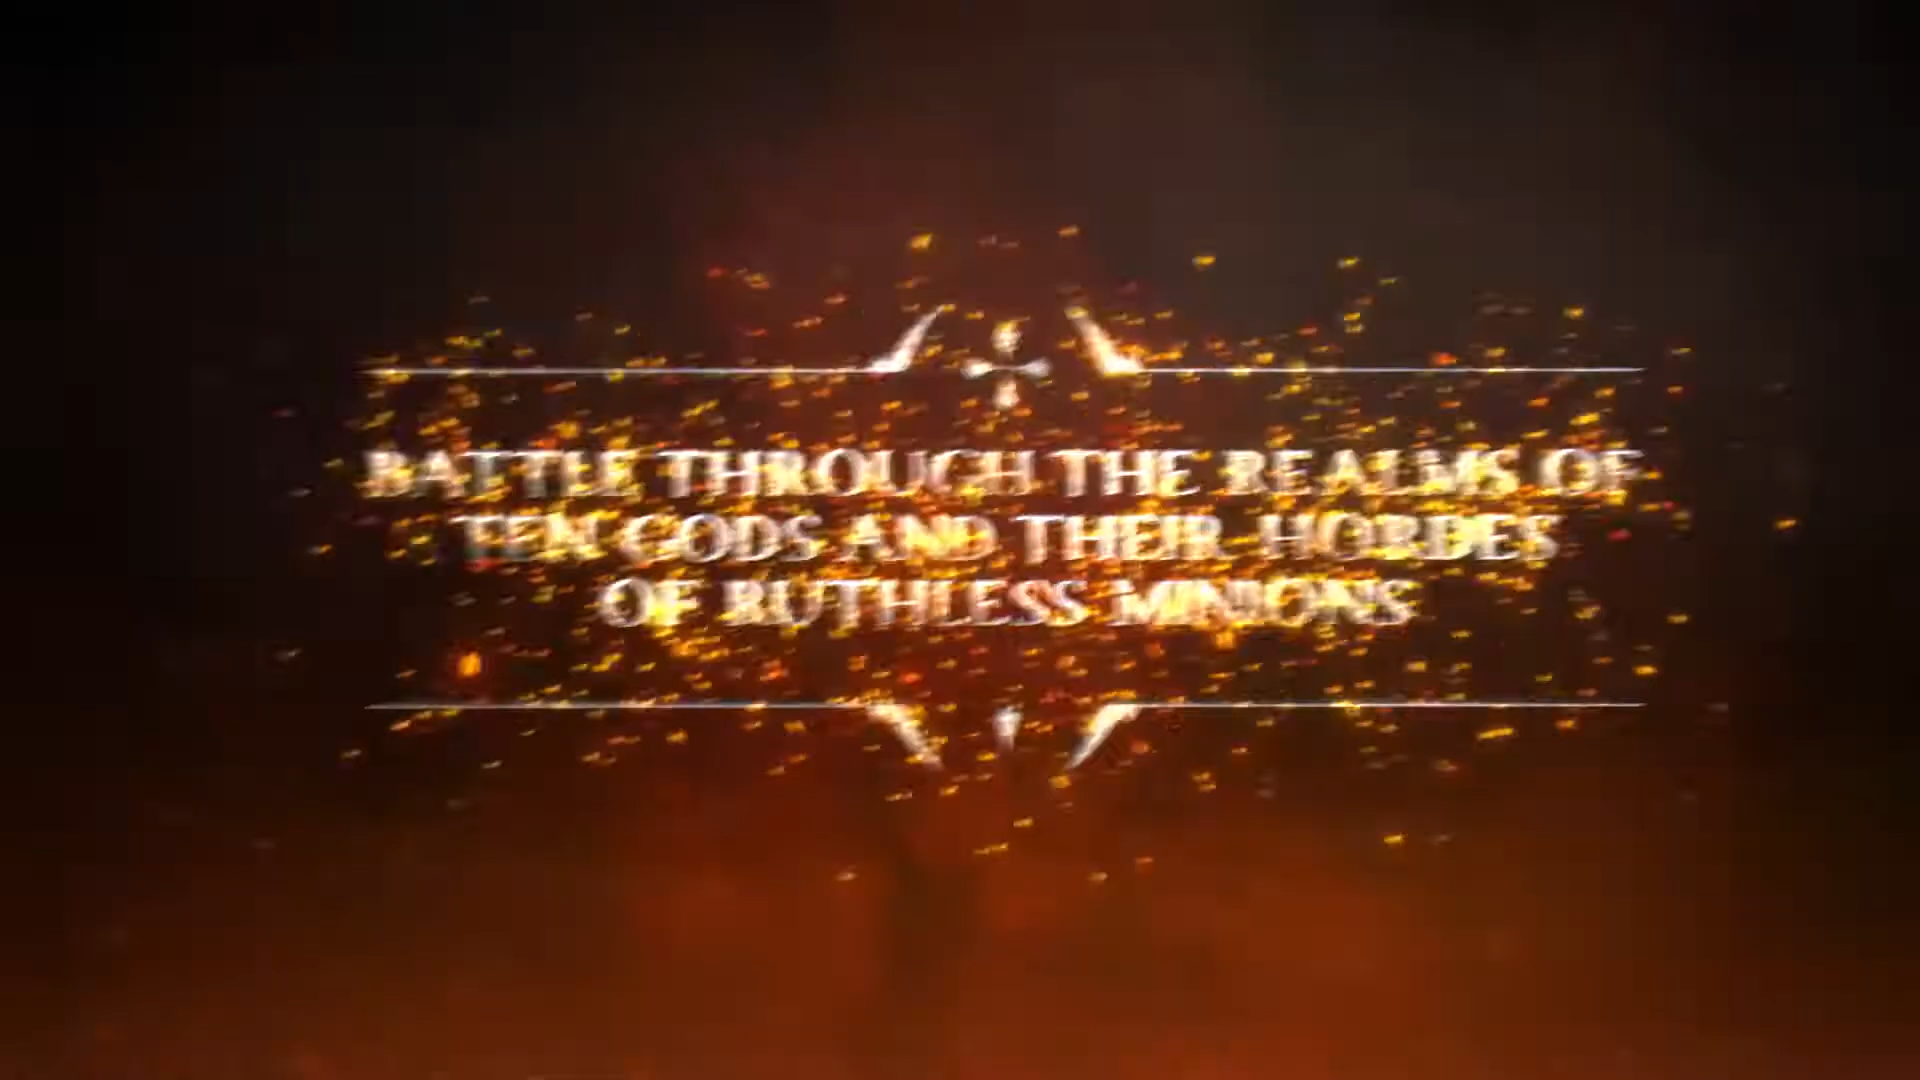 BATTLE THROUGH THE REALMS OF
TEN GODS AND THEIR HORDES
OF RUTHLESS MINIONS